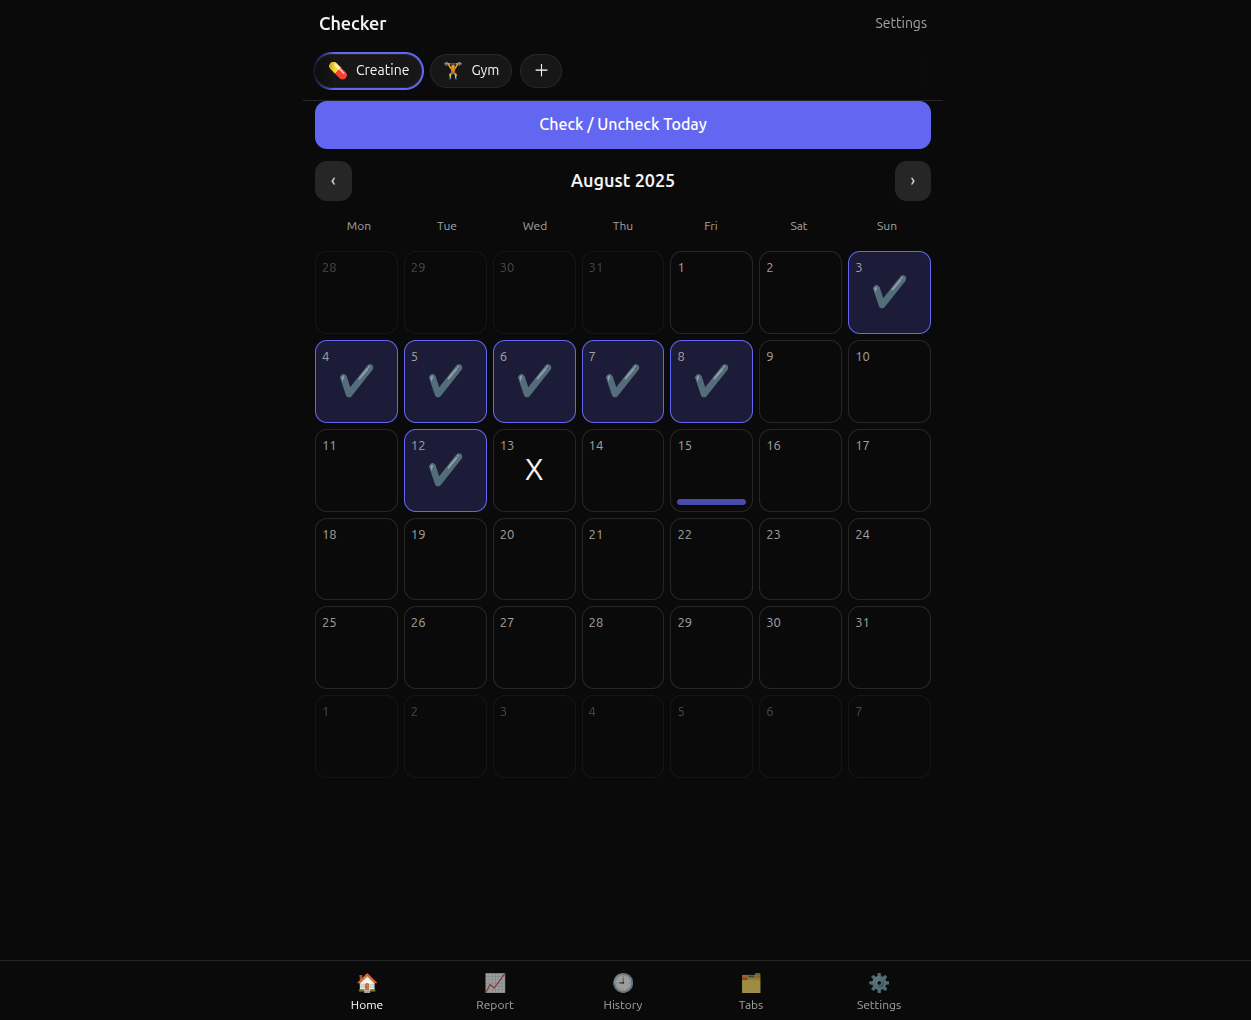 Checker Settings
Creatine Gym +
Check / Uncheck Today
‹ August 2025 ›
Mon Tue Wed Thu Fri Sat Sun
28 29 30 31 1 2 3
4 5 6 7 8 9 10
11 12 13 14 15 16 17
X
18 19 20 21 22 23 24
25 26 27 28 29 30 31
1 2 3 4 5 6 7
Home Report History Tabs Settings